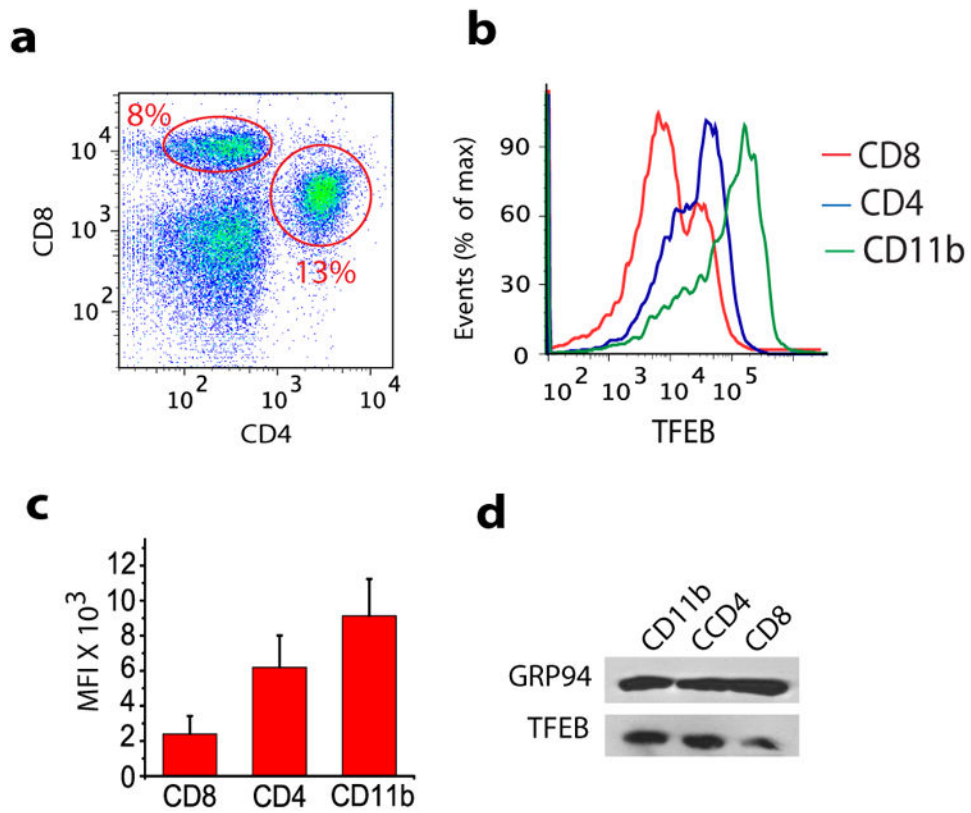 a
8%
10^4
10^3
10^2
CD8
13%
10^2 10^3 10^4
CD4
b
90
60
30
0
Events (% of max)
10^2 10^3 10^4 10^5
TFEB
CD8
CD4
CD11b
c
12
10
8
6
4
2
0
MFI X 10^3
CD8 CD4 CD11b
d
CD11b CCD4 CD8
GRP94
TFEB